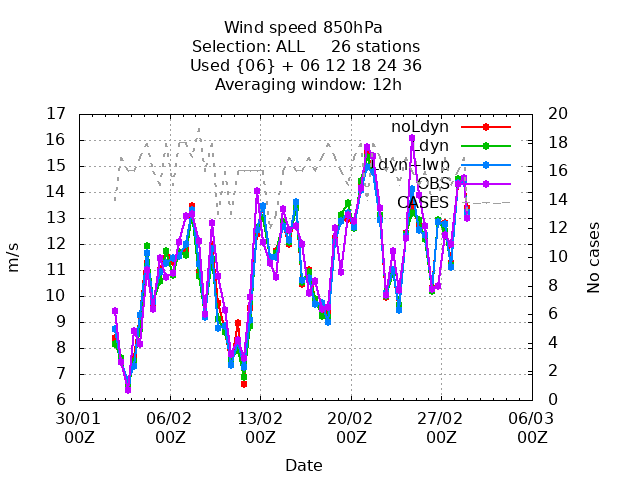 Wind speed 850hPa
Selection: ALL 26 stations
Used {06} + 06 12 18 24 36
Averaging window: 12h
17
16
15
14
13
12
11
10
9
8
7
6
m/s
20
18
16
14
12
10
8
6
4
2
0
No cases
noLdyn
Ldyn
Ldyn+lwp
OBS
CASES
30/01 06/02 13/02 20/02 27/02 06/03
00Z 00Z 00Z 00Z 00Z 00Z
Date